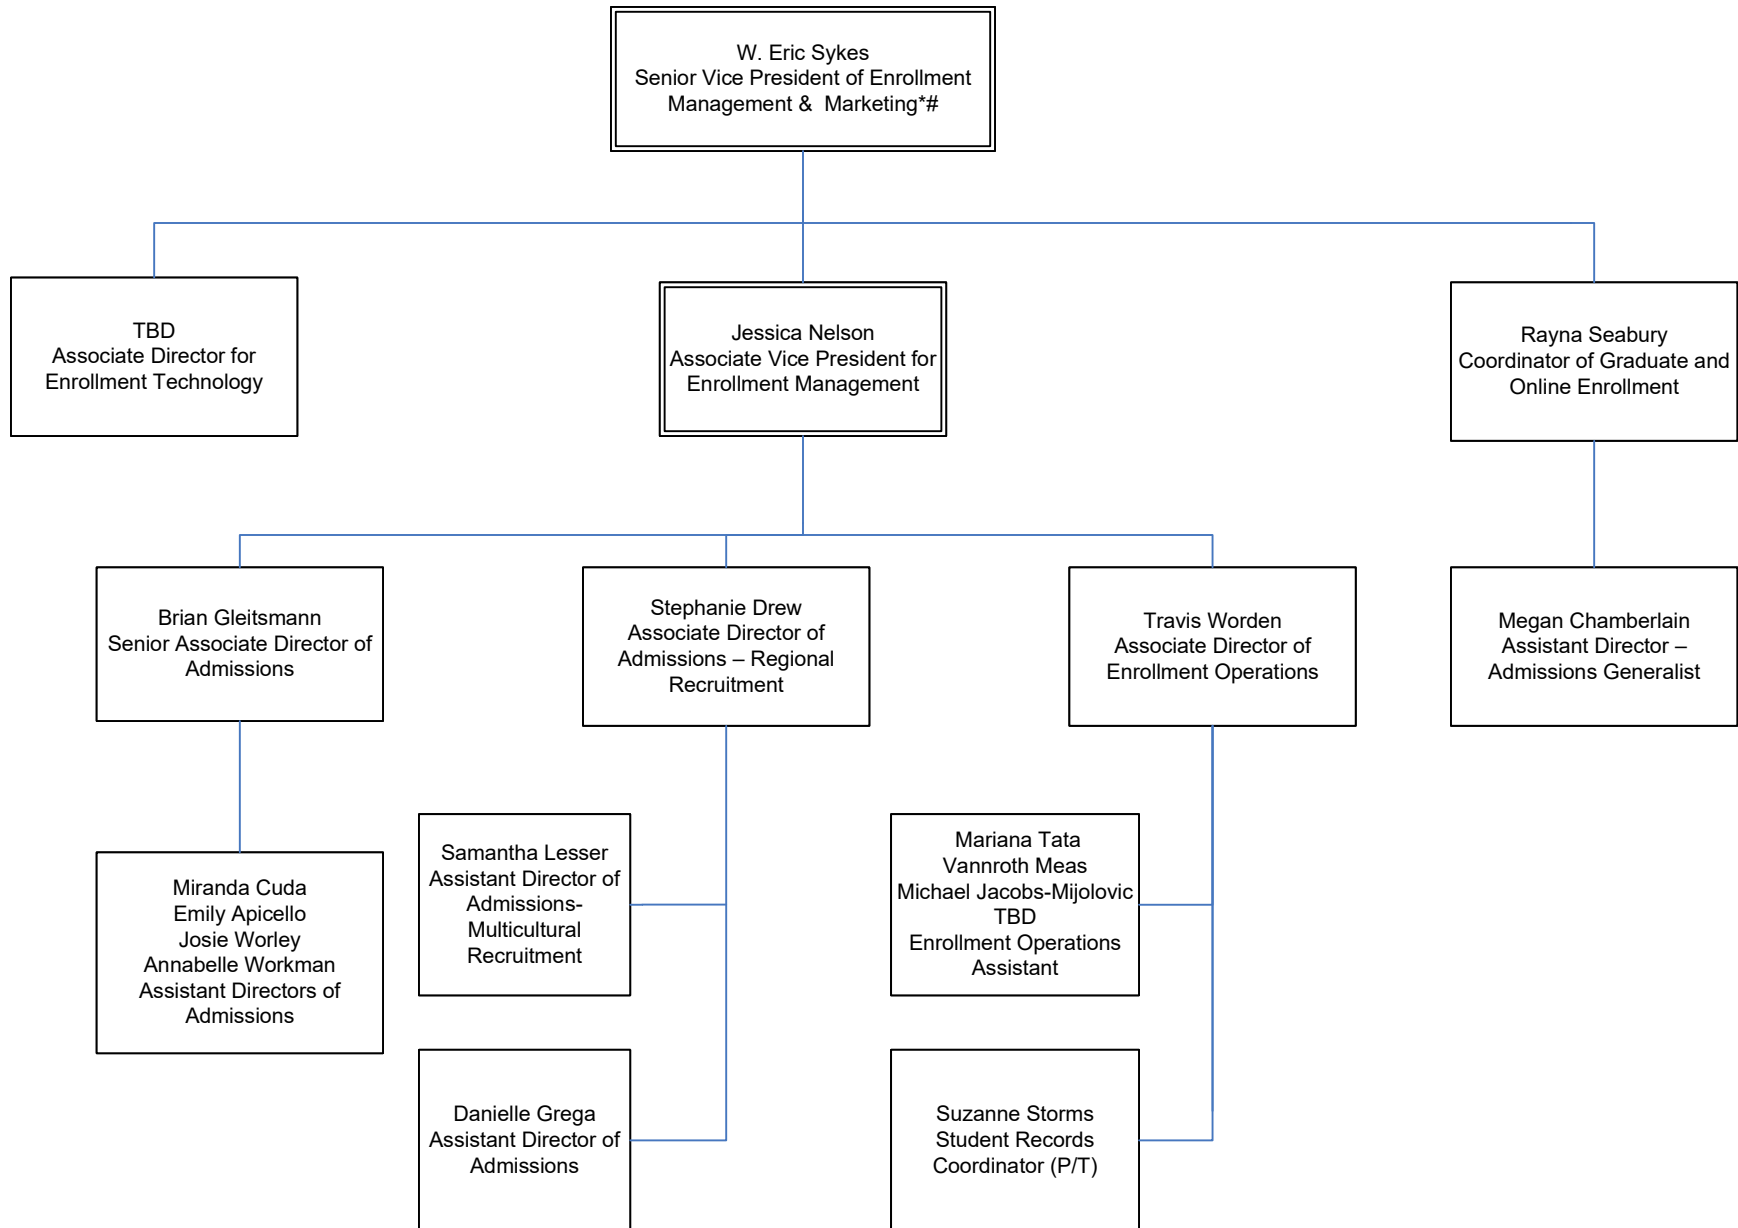 W. Eric Sykes
Senior Vice President of Enrollment
Management &  Marketing*#
TBD
Associate Director for
Enrollment Technology
Jessica Nelson
Associate Vice President for
Enrollment Management
Rayna Seabury
Coordinator of Graduate and
Online Enrollment
Brian Gleitsmann
Senior Associate Director of
Admissions
Stephanie Drew
Associate Director of
Admissions – Regional
Recruitment
Travis Worden
Associate Director of
Enrollment Operations
Megan Chamberlain
Assistant Director –
Admissions Generalist
Miranda Cuda
Emily Apicello
Josie Worley
Annabelle Workman
Assistant Directors of
Admissions
Samantha Lesser
Assistant Director of
Admissions-
Multicultural
Recruitment
Mariana Tata
Vannroth Meas
Michael Jacobs-Mijolovic
TBD
Enrollment Operations
Assistant
Danielle Grega
Assistant Director of
Admissions
Suzanne Storms
Student Records
Coordinator (P/T)